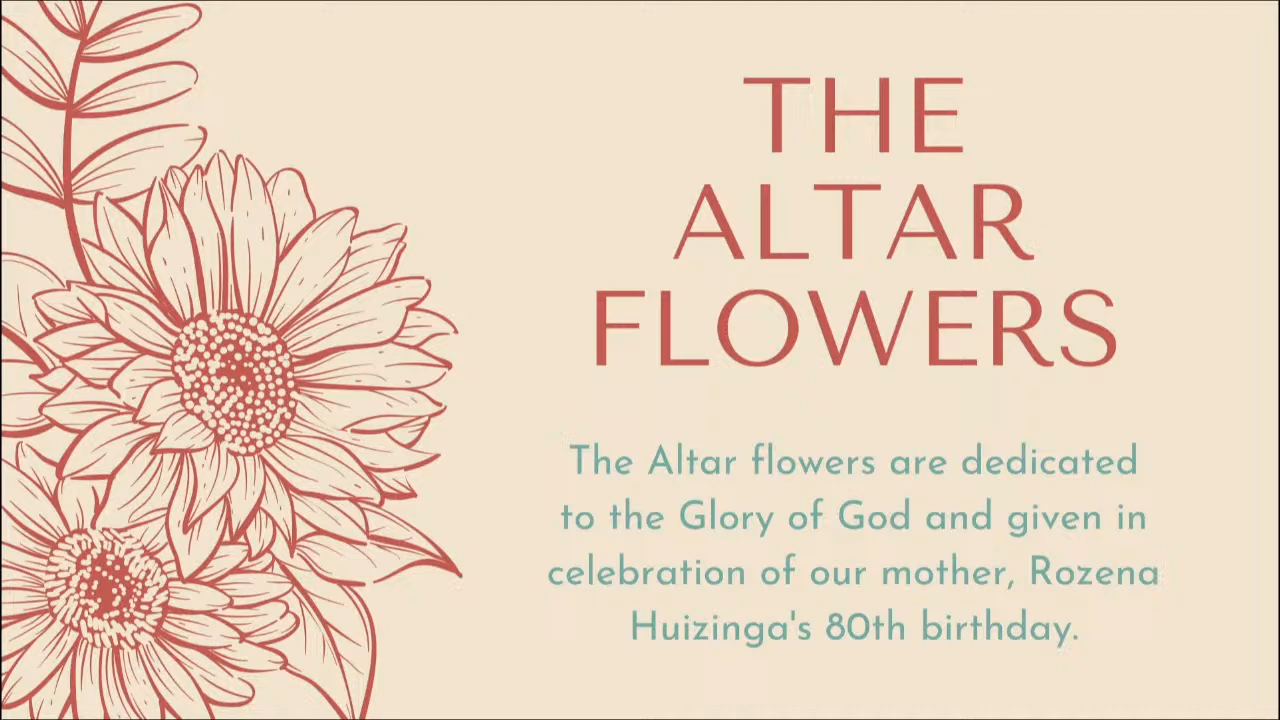 THE
ALTAR
FLOWERS
The Altar flowers are dedicated
to the Glory of God and given in
celebration of our mother, Rozena
Huizinga's 80th birthday.